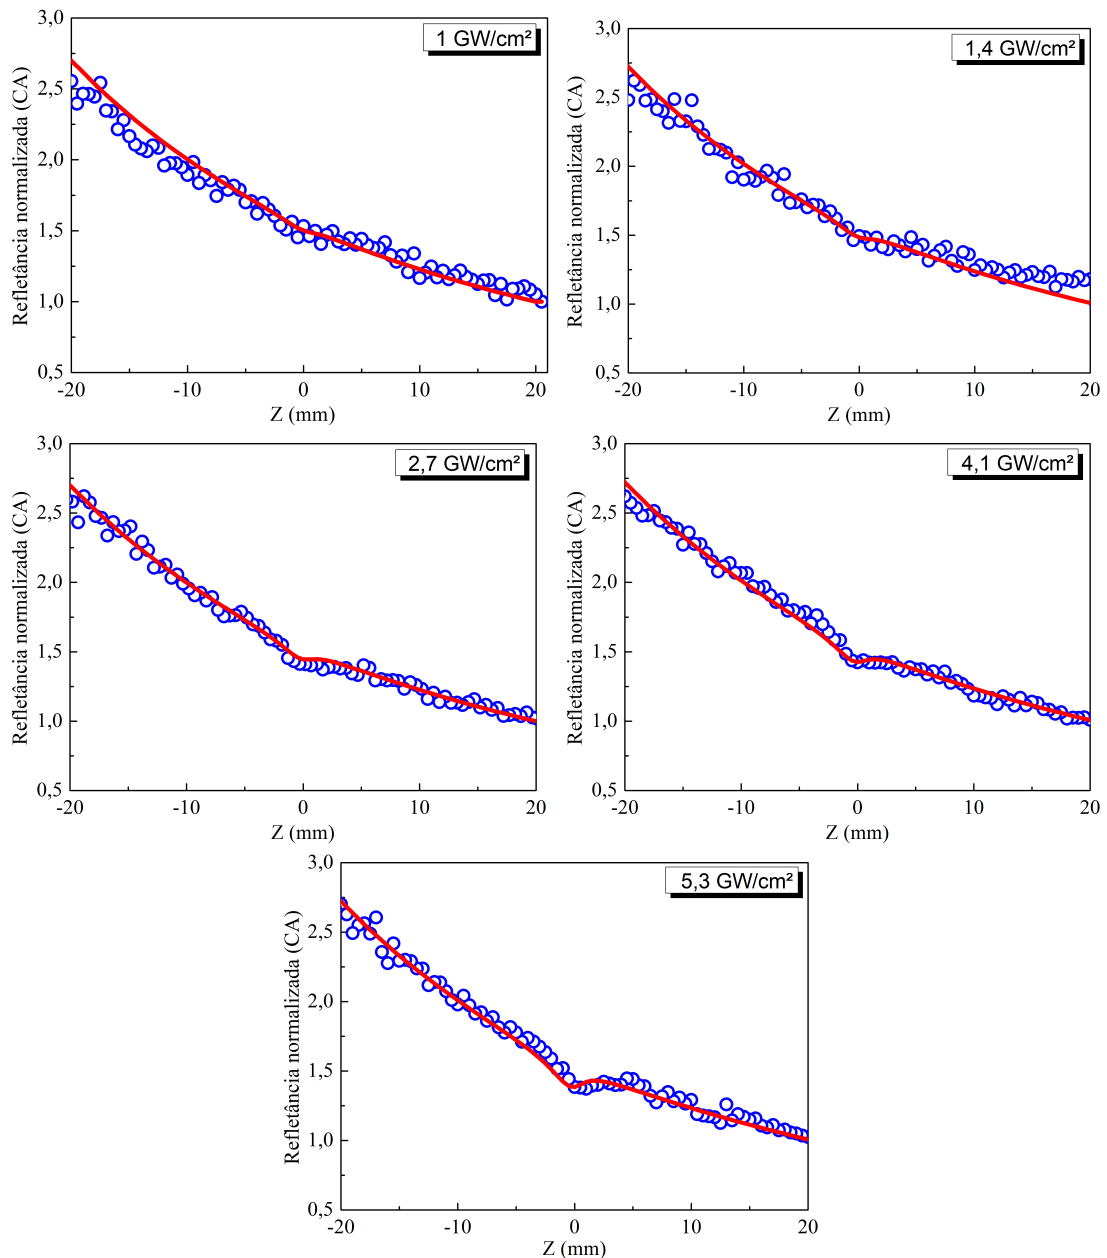 3,0
2,5
2,0
1,5
1,0
0,5
Refletância normalizada (CA)
1 GW/cm²
-20 -10 0 10 20
Z (mm)
3,0
2,5
2,0
1,5
1,0
0,5
Refletância normalizada (CA)
1,4 GW/cm²
-20 -10 0 10 20
Z (mm)
3,0
2,5
2,0
1,5
1,0
0,5
Refletância normalizada (CA)
2,7 GW/cm²
-20 -10 0 10 20
Z (mm)
3,0
2,5
2,0
1,5
1,0
0,5
Refletância normalizada (CA)
4,1 GW/cm²
-20 -10 0 10 20
Z (mm)
3,0
2,5
2,0
1,5
1,0
0,5
Refletância normalizada (CA)
5,3 GW/cm²
-20 -10 0 10 20
Z (mm)